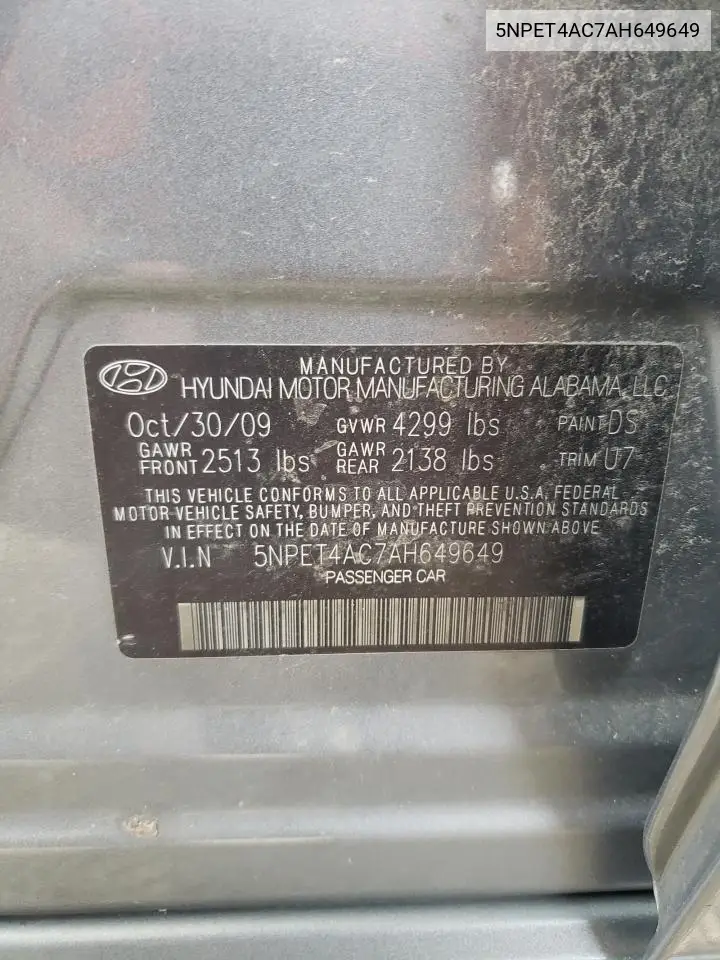 5NPET4AC7AH649649
MANUFACTURED BY
HYUNDAI MOTOR MANUFACTURING ALABAMA, LLC
Oct/30/09 GVWR 4299 lbs PAINT DS
GAWR FRONT 2513 lbs GAWR REAR 2138 lbs TRIM U7
THIS VEHICLE CONFORMS TO ALL APPLICABLE U.S.A. FEDERAL
MOTOR VEHICLE SAFETY, BUMPER, AND THEFT PREVENTION STANDARDS
IN EFFECT ON THE DATE OF MANUFACTURE SHOWN ABOVE
V.I.N 5NPET4AC7AH649649
PASSENGER CAR